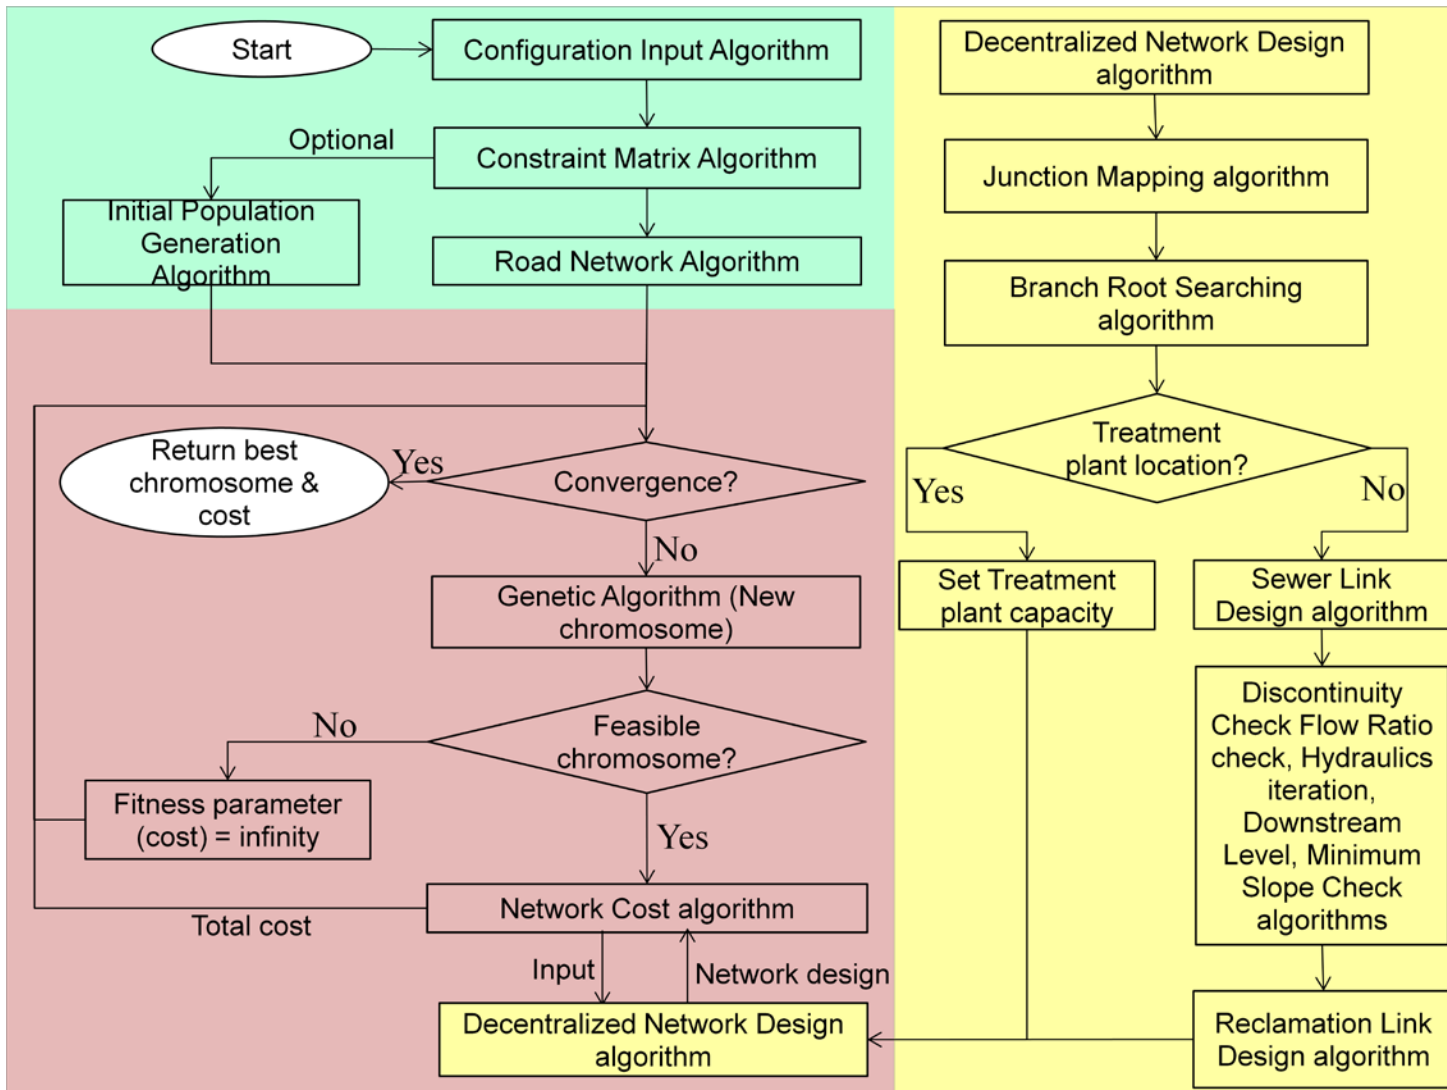 Start
Configuration Input Algorithm
Optional
Constraint Matrix Algorithm
Initial Population
Generation
Algorithm
Road Network Algorithm
Return best
chromosome &
cost
Yes
Convergence?
No
Genetic Algorithm (New
chromosome)
No
Feasible
chromosome?
Fitness parameter
(cost) = infinity
Yes
Network Cost algorithm
Total cost
Input
Network design
Decentralized Network Design
algorithm
Decentralized Network Design
algorithm
Junction Mapping algorithm
Branch Root Searching
algorithm
Treatment
plant location?
Yes
No
Set Treatment
plant capacity
Sewer Link
Design algorithm
Discontinuity
Check Flow Ratio
check, Hydraulics
iteration,
Downstream
Level, Minimum
Slope Check
algorithms
Reclamation Link
Design algorithm